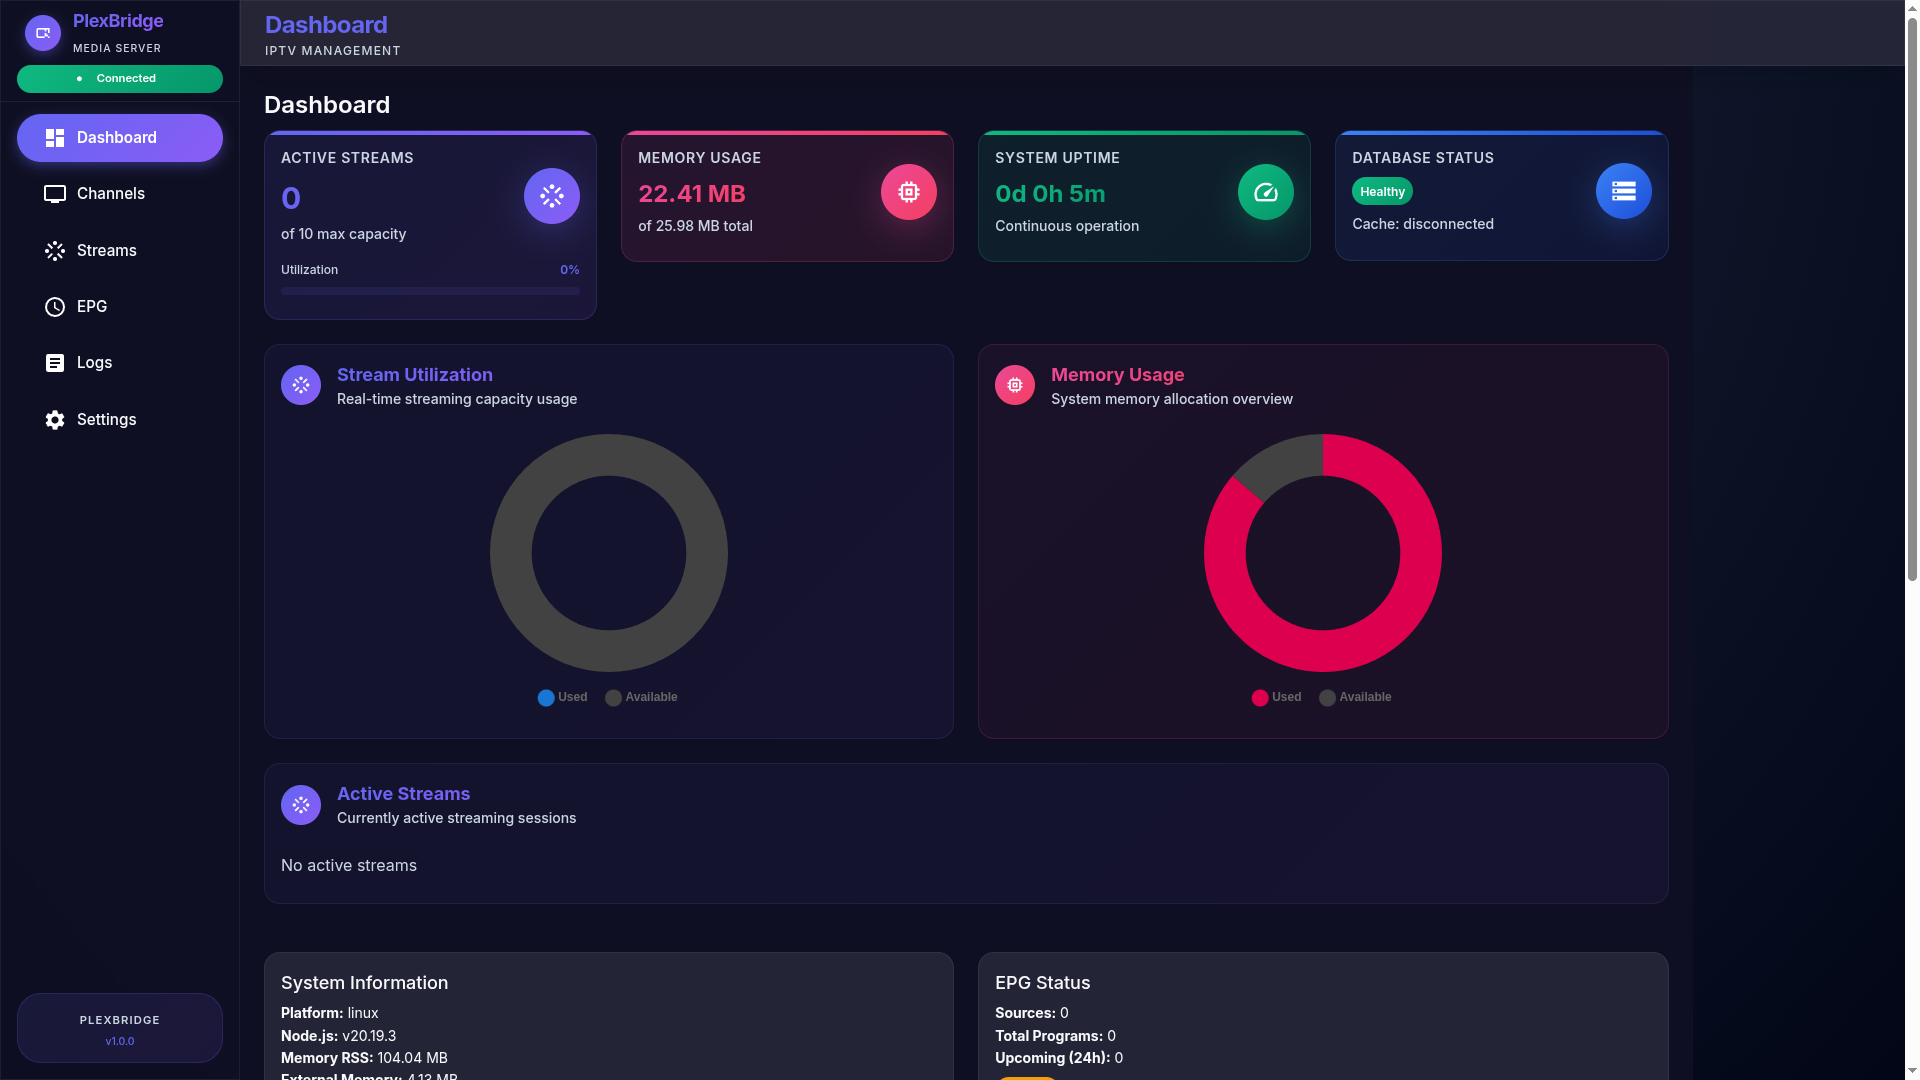 PlexBridge
MEDIA SERVER
Connected
Dashboard
Channels
Streams
EPG
Logs
Settings
PLEXBRIDGE
v1.0.0
Dashboard
IPTV MANAGEMENT
Dashboard
ACTIVE STREAMS
0
of 10 max capacity
Utilization 0%
MEMORY USAGE
22.41 MB
of 25.98 MB total
SYSTEM UPTIME
0d 0h 5m
Continuous operation
DATABASE STATUS
Healthy
Cache: disconnected
Stream Utilization
Real-time streaming capacity usage
Used Available
Memory Usage
System memory allocation overview
Used Available
Active Streams
Currently active streaming sessions
No active streams
System Information
Platform: linux
Node.js: v20.19.3
Memory RSS: 104.04 MB
External Memory: 4.13 MB
EPG Status
Sources: 0
Total Programs: 0
Upcoming (24h): 0